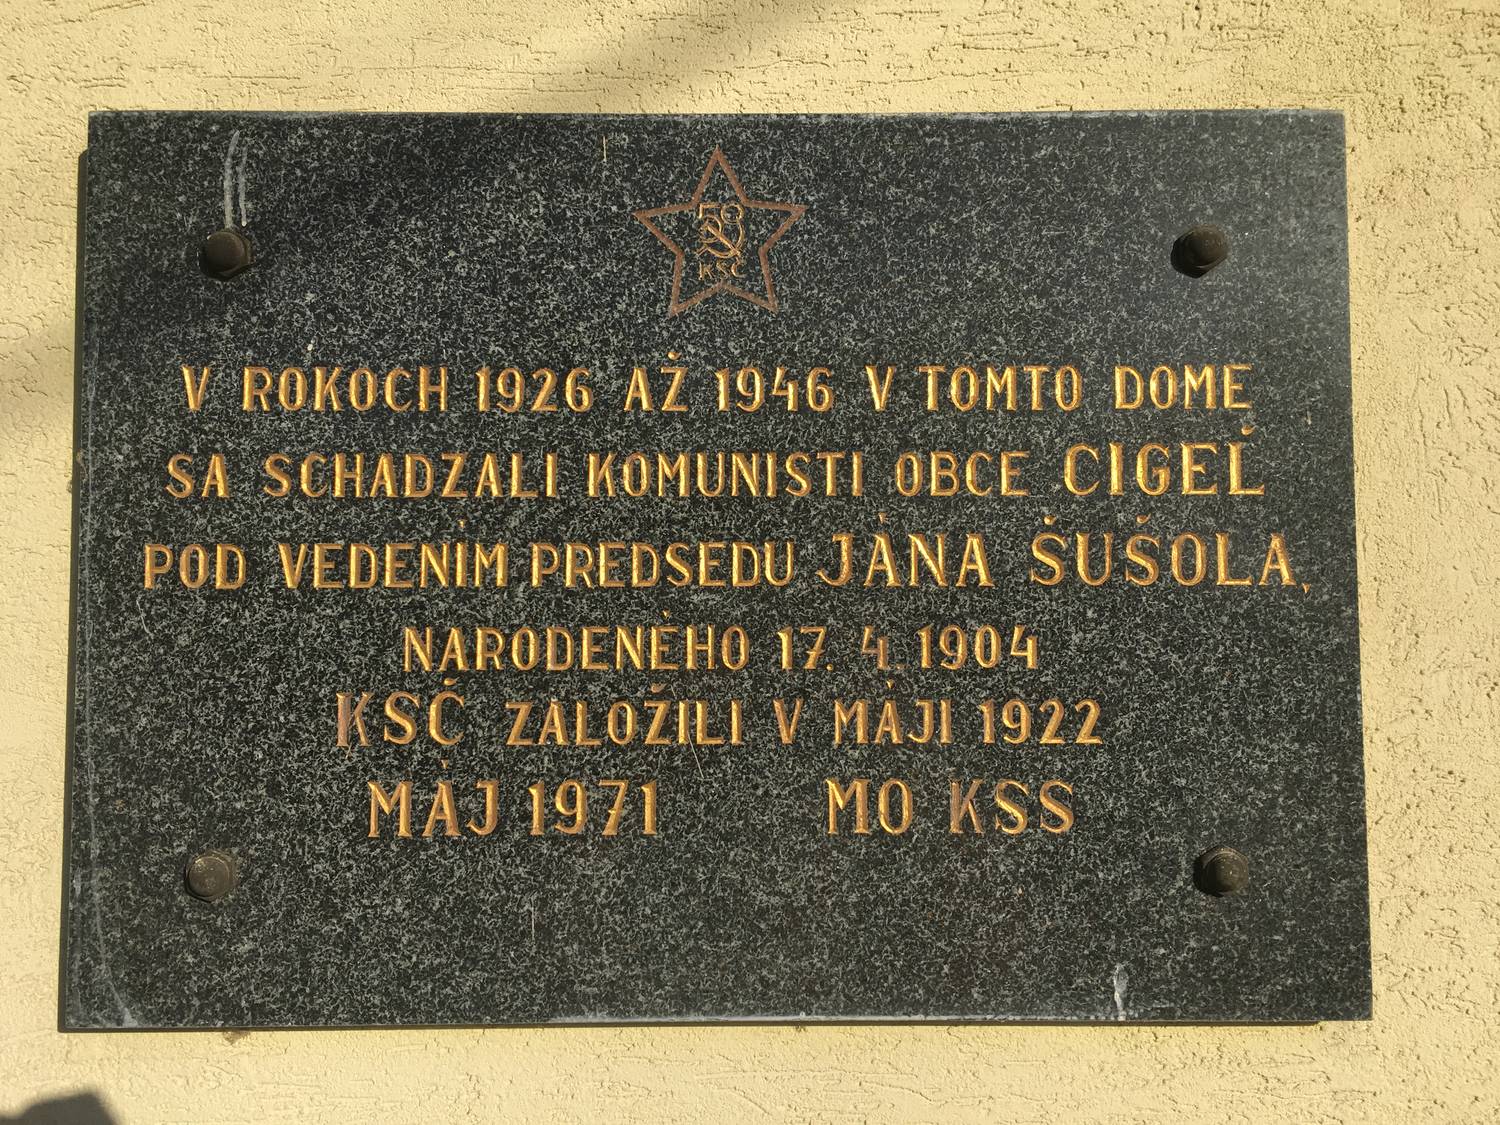 50
KSČ
V ROKOCH 1926 AŽ 1946 V TOMTO DOME
SA SCHADZALI KOMUNISTI OBCE CIGEĽ
POD VEDENÍM PREDSEDU JÁNA ŠUŠOLA,
NARODENÉHO 17. 4. 1904
KSČ ZALOŽILI V MÁJI 1922
MÁJ 1971 MO KSS